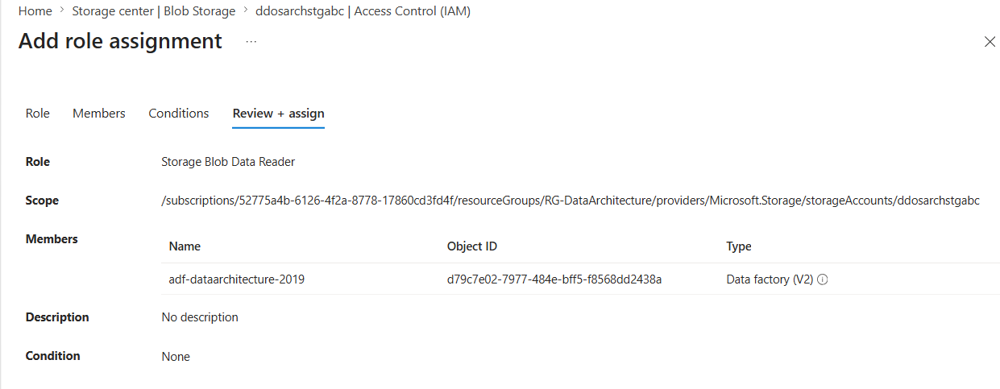 Home > Storage center | Blob Storage > ddosarchstgabc | Access Control (IAM)
Add role assignment ...
Role Members Conditions Review + assign
Role Storage Blob Data Reader
Scope /subscriptions/52775a4b-6126-4f2a-8778-17860cd3fd4f/resourceGroups/RG-DataArchitecture/providers/Microsoft.Storage/storageAccounts/ddosarchstgabc
Members
Name Object ID Type
adf-dataarchitecture-2019 d79c7e02-7977-484e-bff5-f8568dd2438a Data factory (V2)
Description No description
Condition None